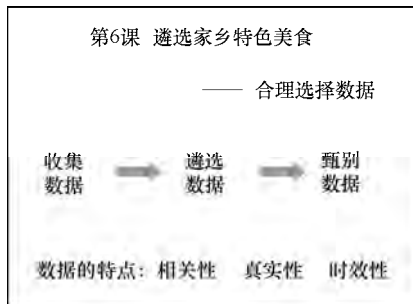 第6课 遴选家乡特色美食
—— 合理选择数据
收集 遴选 甄别
数据 数据 数据
数据的特点：相关性 真实性 时效性